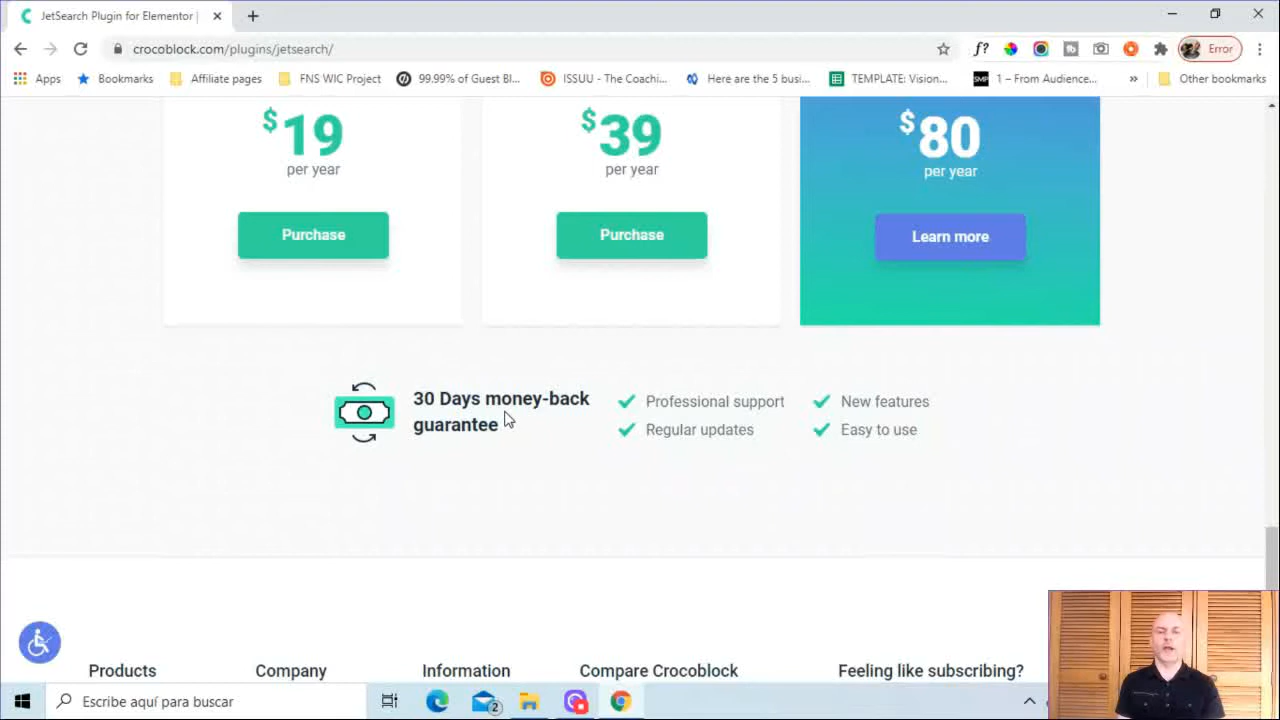 JetSearch Plugin for Elementor |
crocoblock.com/plugins/jetsearch/
f?
Error
Apps
Bookmarks
Affiliate pages
FNS WIC Project
99.99% of Guest Bl...
ISSUU - The Coachi...
Here are the 5 busi...
TEMPLATE: Vision...
SMP
1 – From Audience...
»
Other bookmarks
$19
per year
Purchase
$39
per year
Purchase
$80
per year
Learn more
30 Days money-back
guarantee
Professional support
New features
Regular updates
Easy to use
Products
Company
Information
Compare Crocoblock
Feeling like subscribing?
Escribe aquí para buscar
2